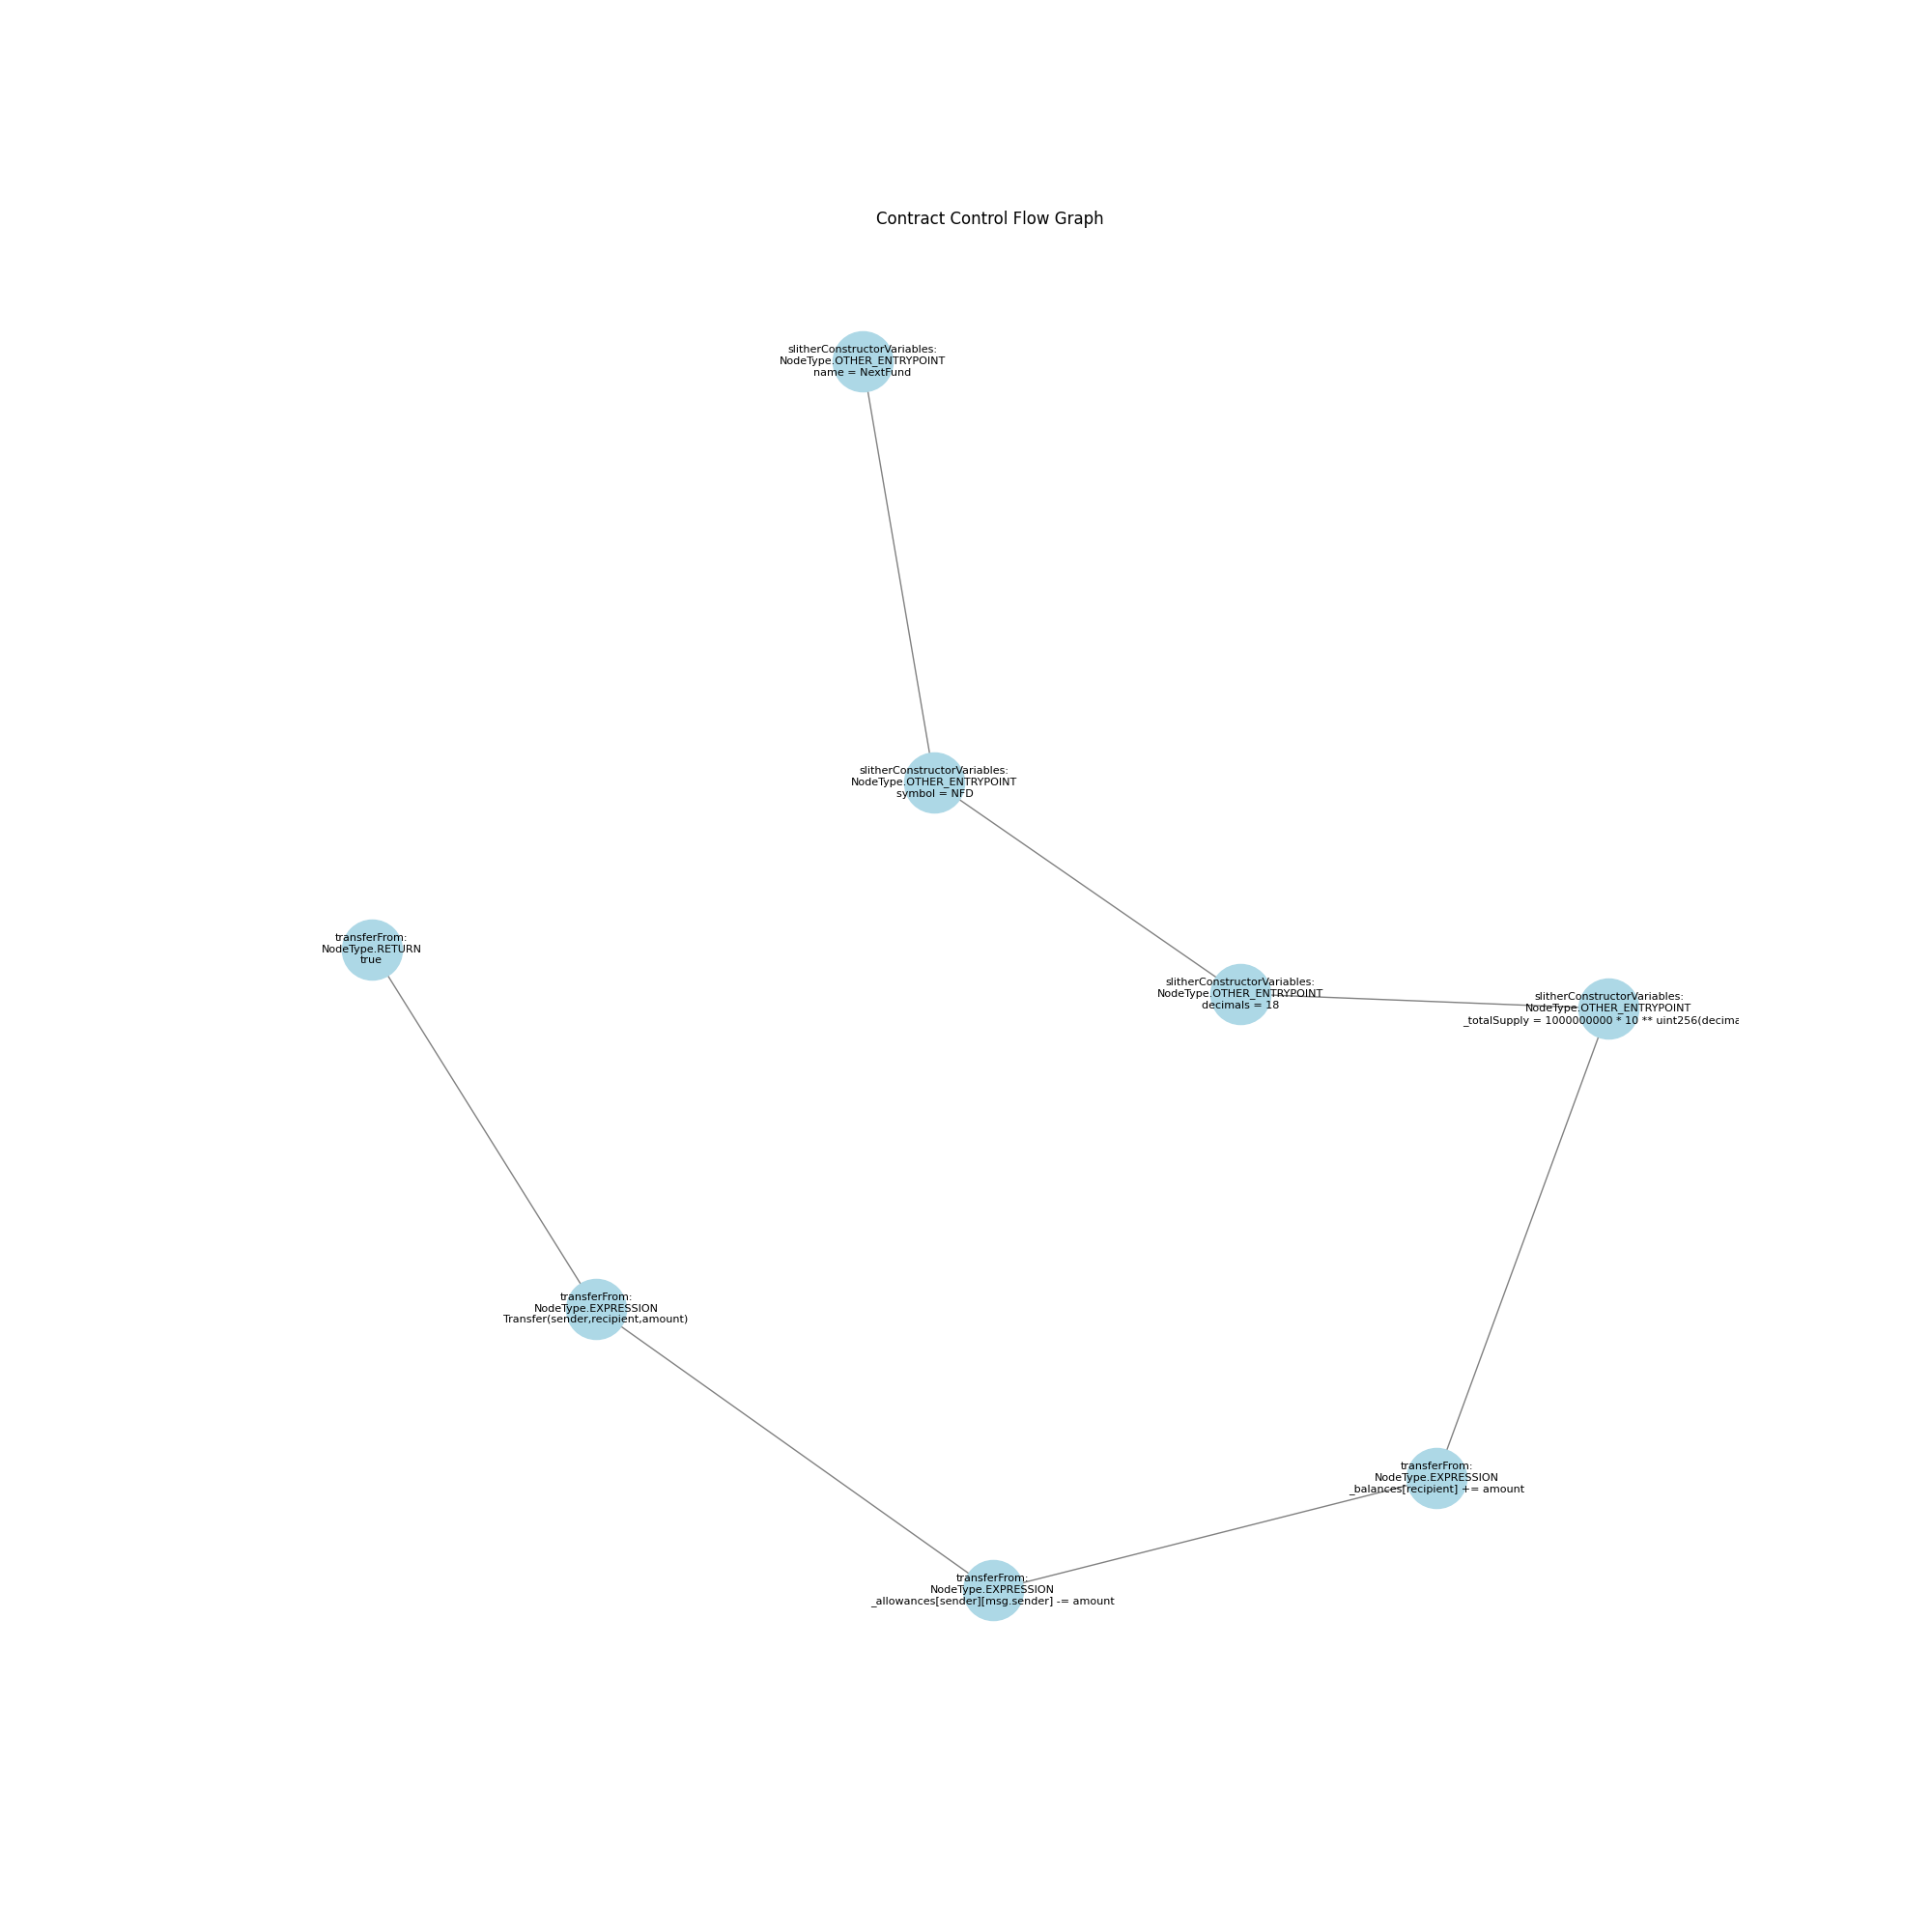 Contract Control Flow Graph
slitherConstructorVariables:
NodeType.OTHER_ENTRYPOINT
name = NextFund
slitherConstructorVariables:
NodeType.OTHER_ENTRYPOINT
symbol = NFD
transferFrom:
NodeType.RETURN
true
slitherConstructorVariables:
NodeType.OTHER_ENTRYPOINT
decimals = 18
slitherConstructorVariables:
NodeType.OTHER_ENTRYPOINT
_totalSupply = 1000000000 * 10 ** uint256(decima
transferFrom:
NodeType.EXPRESSION
Transfer(sender,recipient,amount)
transferFrom:
NodeType.EXPRESSION
_balances[recipient] += amount
transferFrom:
NodeType.EXPRESSION
_allowances[sender][msg.sender] -= amount